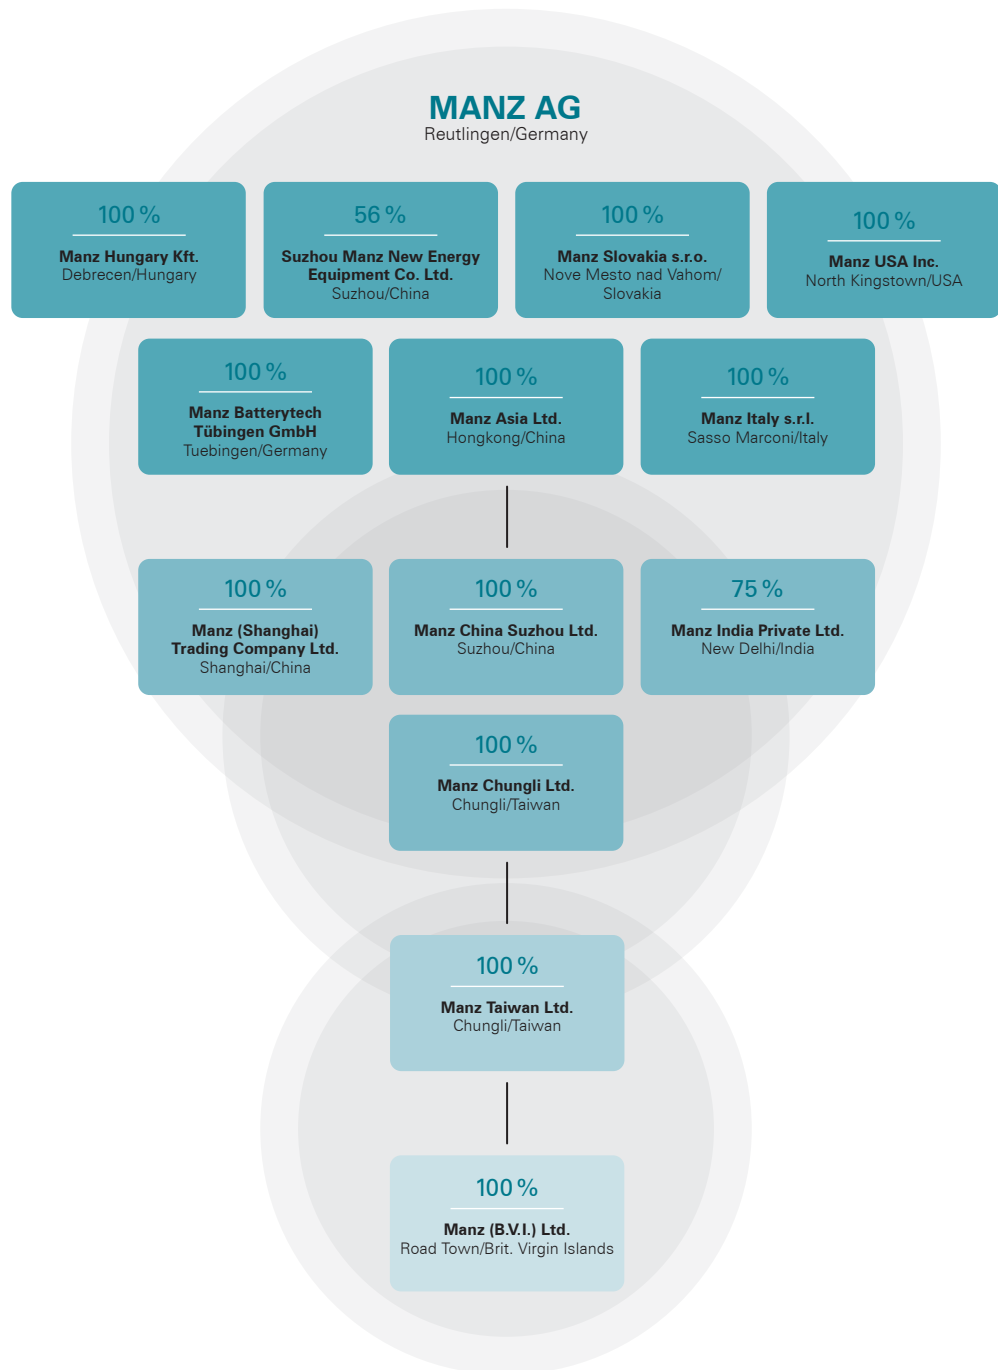 MANZ AG
Reutlingen/Germany
100 %
Manz Hungary Kft.
Debrecen/Hungary
56 %
Suzhou Manz New Energy
Equipment Co. Ltd.
Suzhou/China
100 %
Manz Slovakia s.r.o.
Nove Mesto nad Vahom/
Slovakia
100 %
Manz USA Inc.
North Kingstown/USA
100 %
Manz Batterytech
Tübingen GmbH
Tuebingen/Germany
100 %
Manz Asia Ltd.
Hongkong/China
100 %
Manz Italy s.r.l.
Sasso Marconi/Italy
100 %
Manz (Shanghai)
Trading Company Ltd.
Shanghai/China
100 %
Manz China Suzhou Ltd.
Suzhou/China
75 %
Manz India Private Ltd.
New Delhi/India
100 %
Manz Chungli Ltd.
Chungli/Taiwan
100 %
Manz Taiwan Ltd.
Chungli/Taiwan
100 %
Manz (B.V.I.) Ltd.
Road Town/Brit. Virgin Islands